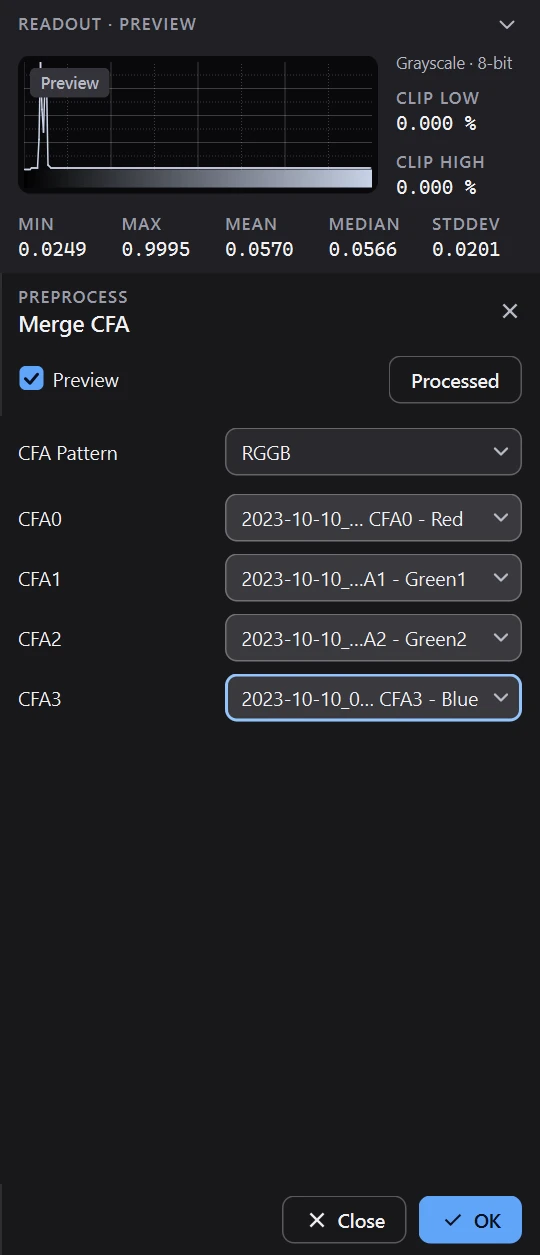 READOUT · PREVIEW
Preview
Grayscale · 8-bit
CLIP LOW
0.000 %
CLIP HIGH
0.000 %
MIN MAX MEAN MEDIAN STDDEV
0.0249 0.9995 0.0570 0.0566 0.0201
PREPROCESS
Merge CFA
Preview Processed
CFA Pattern RGGB
CFA0 2023-10-10_... CFA0 - Red
CFA1 2023-10-10_...A1 - Green1
CFA2 2023-10-10_...A2 - Green2
CFA3 2023-10-10_0... CFA3 - Blue
Close OK